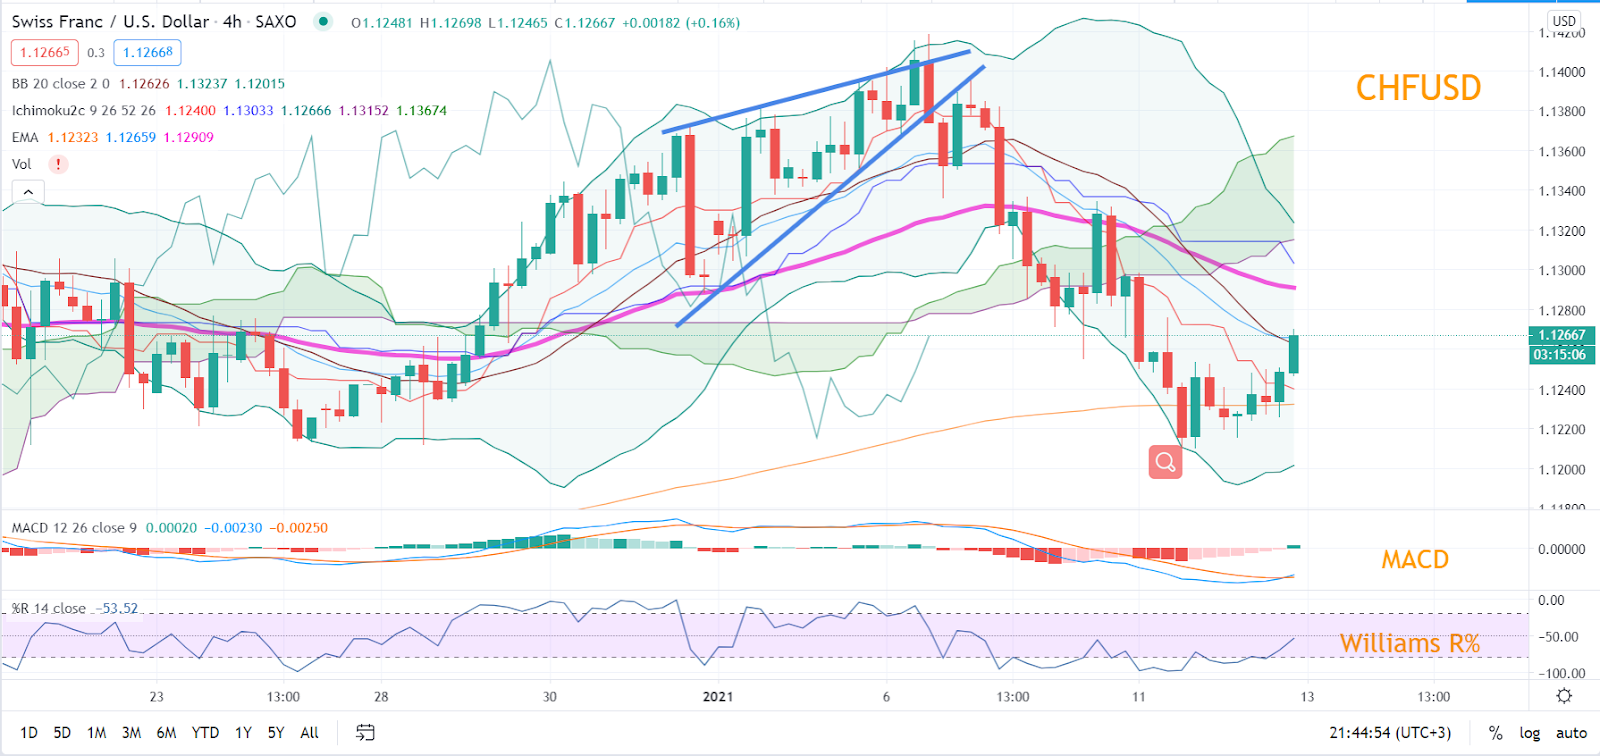 Swiss Franc / U.S. Dollar · 4h · SAXO O1.12481 H1.12698 L1.12465 C1.12667 +0.00182 (+0.16%)
USD
1.12665 0.3 1.12668
BB 20 close 2 0 1.12626 1.13237 1.12015
Ichimoku2c 9 26 52 26 1.12400 1.13033 1.12666 1.13152 1.13674
EMA 1.12323 1.12659 1.12909
Vol !
CHFUSD
1.14200
1.14000
1.13800
1.13600
1.13400
1.13200
1.13000
1.12800
1.12667
03:15:06
1.12400
1.12200
1.12000
1.11800
MACD 12 26 close 9 0.00020 −0.00230 −0.00250
0.00000
MACD
%R 14 close −53.52
0.00
−50.00
−100.00
Williams R%
23 13:00 28 30 2021 6 13:00 11 13 13:00
1D 5D 1M 3M 6M YTD 1Y 5Y All 21:44:54 (UTC+3) % log auto